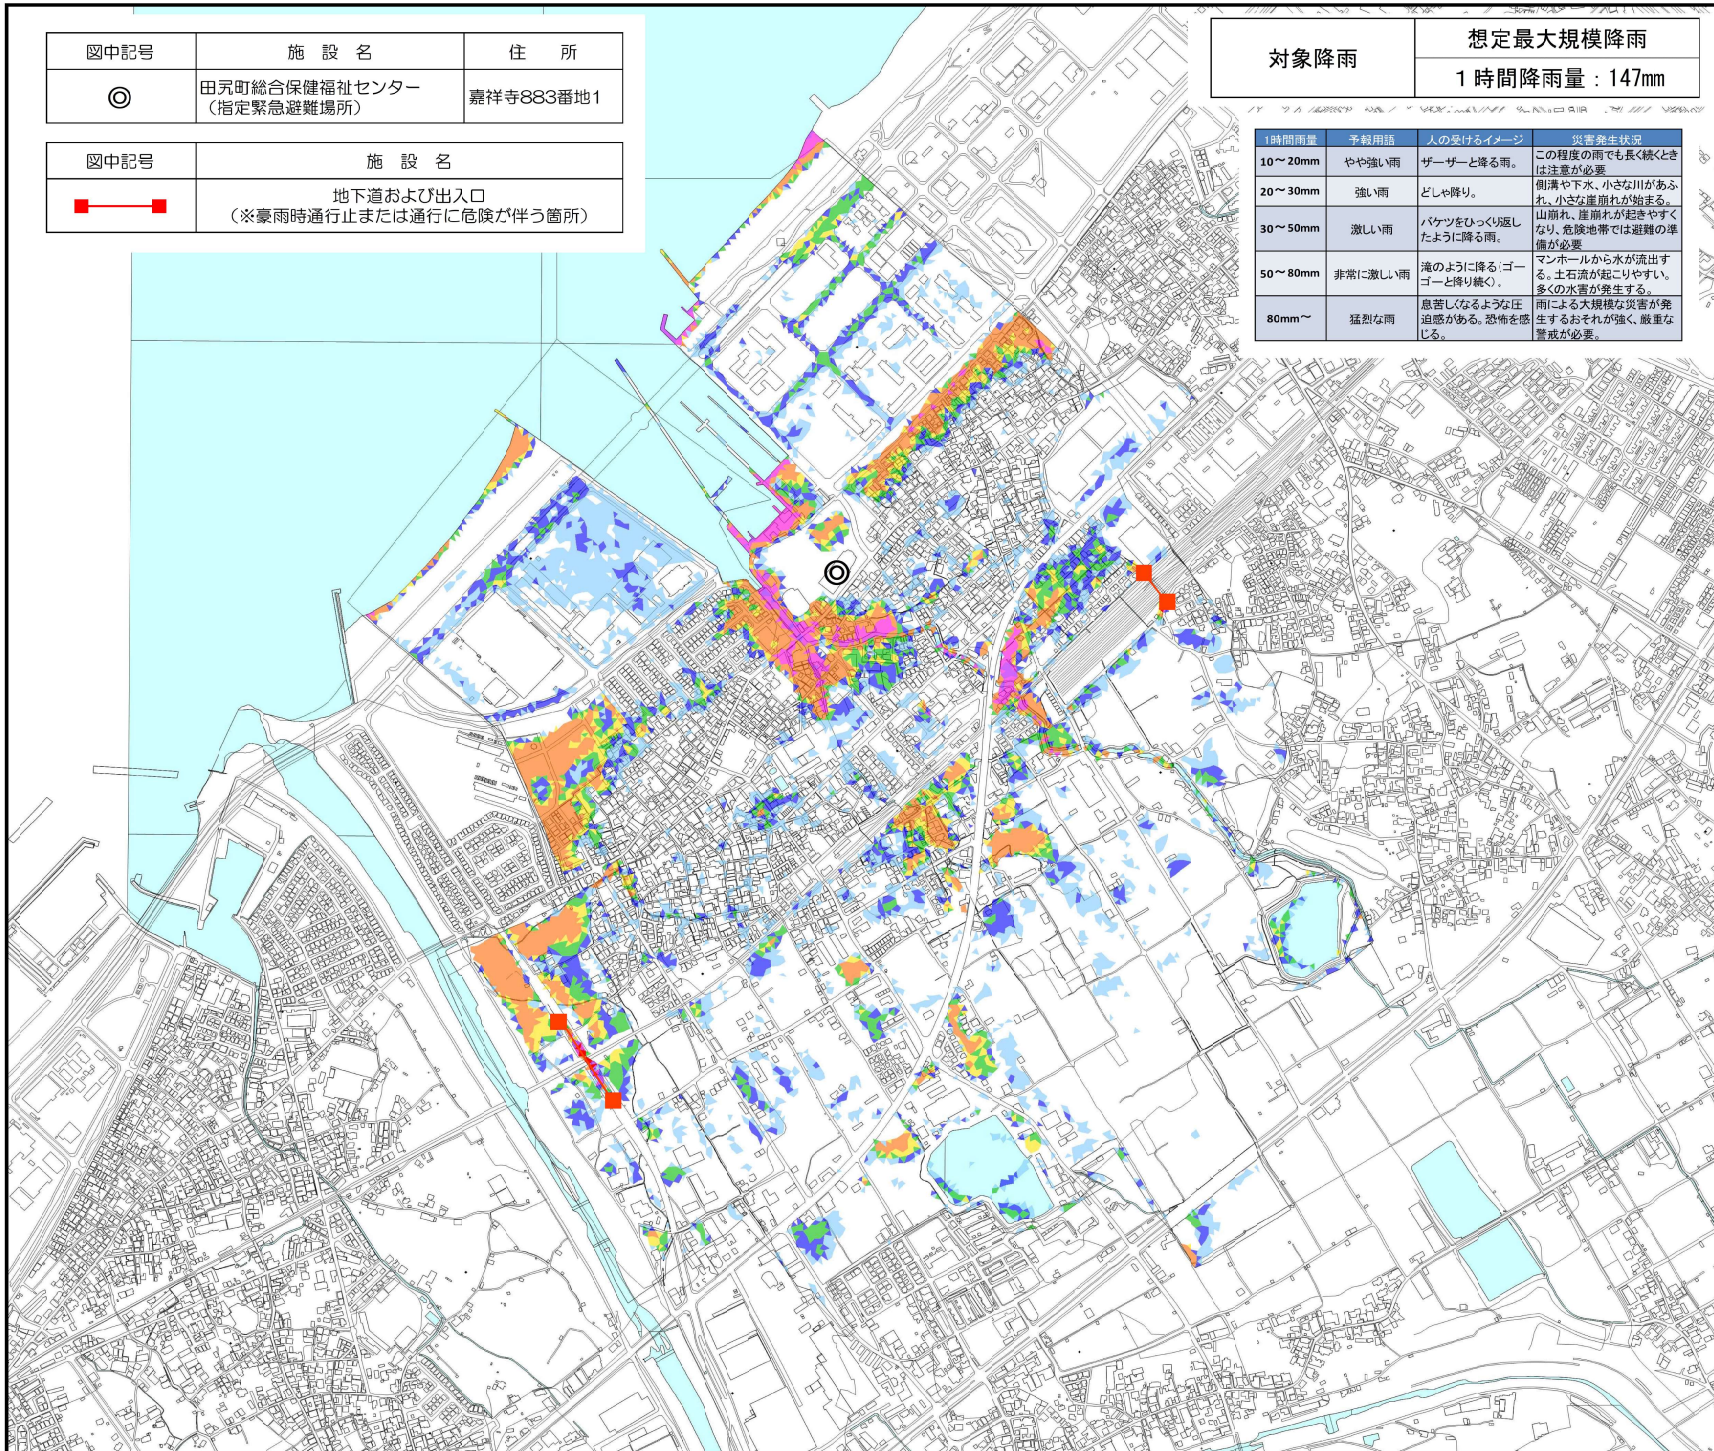 図中記号 施設名 住所
◎ 田尻町総合保健福祉センター
(指定緊急避難場所) 嘉祥寺883番地1
図中記号 施設名
地下道および出入口
(※豪雨時通行止または通行に危険が伴う箇所)
対象降雨 想定最大規模降雨
1時間降雨量:147mm
1時間雨量 予報用語 人の受けるイメージ 災害発生状況
10~20mm やや強い雨 ザーザーと降る雨。 この程度の雨でも長く続くとき
は注意が必要
20~30mm 強い雨 どしゃ降り。 側溝や下水、小さな川があふ
れ、小さな崖崩れが始まる。
30~50mm 激しい雨 バケツをひっくり返し
たように降る雨。 山崩れ、崖崩れが起きやすく
なり、危険地帯では避難の準
備が必要
50~80mm 非常に激しい雨 滝のように降る(ゴー
ゴーと降り続く)。 マンホールから水が流出す
る。土石流が起こりやすい。
多くの水害が発生する。
80mm~ 猛烈な雨 息苦しくなるような圧
迫感がある。恐怖を感
じる。 雨による大規模な災害が発
生するおそれが強く、厳重な
警戒が必要。